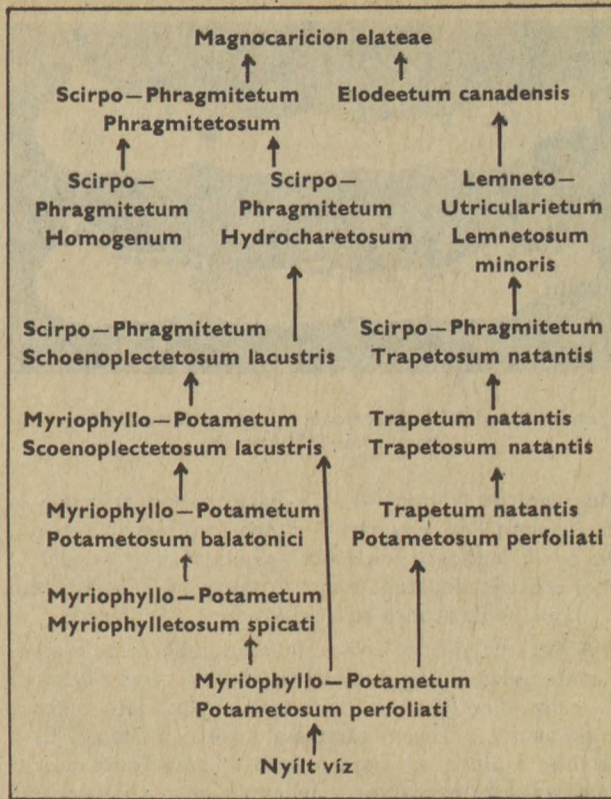 Magnocaricion elateae
Scirpo—Phragmitetum
Phragmitetosum
Elodeetum canadensis
Scirpo—
Phragmitetum
Homogenum
Scirpo—
Phragmitetum
Hydrocharetosum
Lemneto—
Utricularietum
Lemnetosum
minoris
Scirpo—Phragmitetum
Schoenoplectetosum lacustris
Scirpo—Phragmitetum
Trapetosum natantis
Myriophyllo—Potametum
Scoenoplectetosum lacustris
Trapetum natantis
Trapetosum natantis
Myriophyllo—Potametum
Potametosum balatonici
Trapetum natantis
Potametosum perfoliati
Myriophyllo—Potametum
Myriophylletosum spicati
Myriophyllo—Potametum
Potametosum perfoliati
Nyílt víz